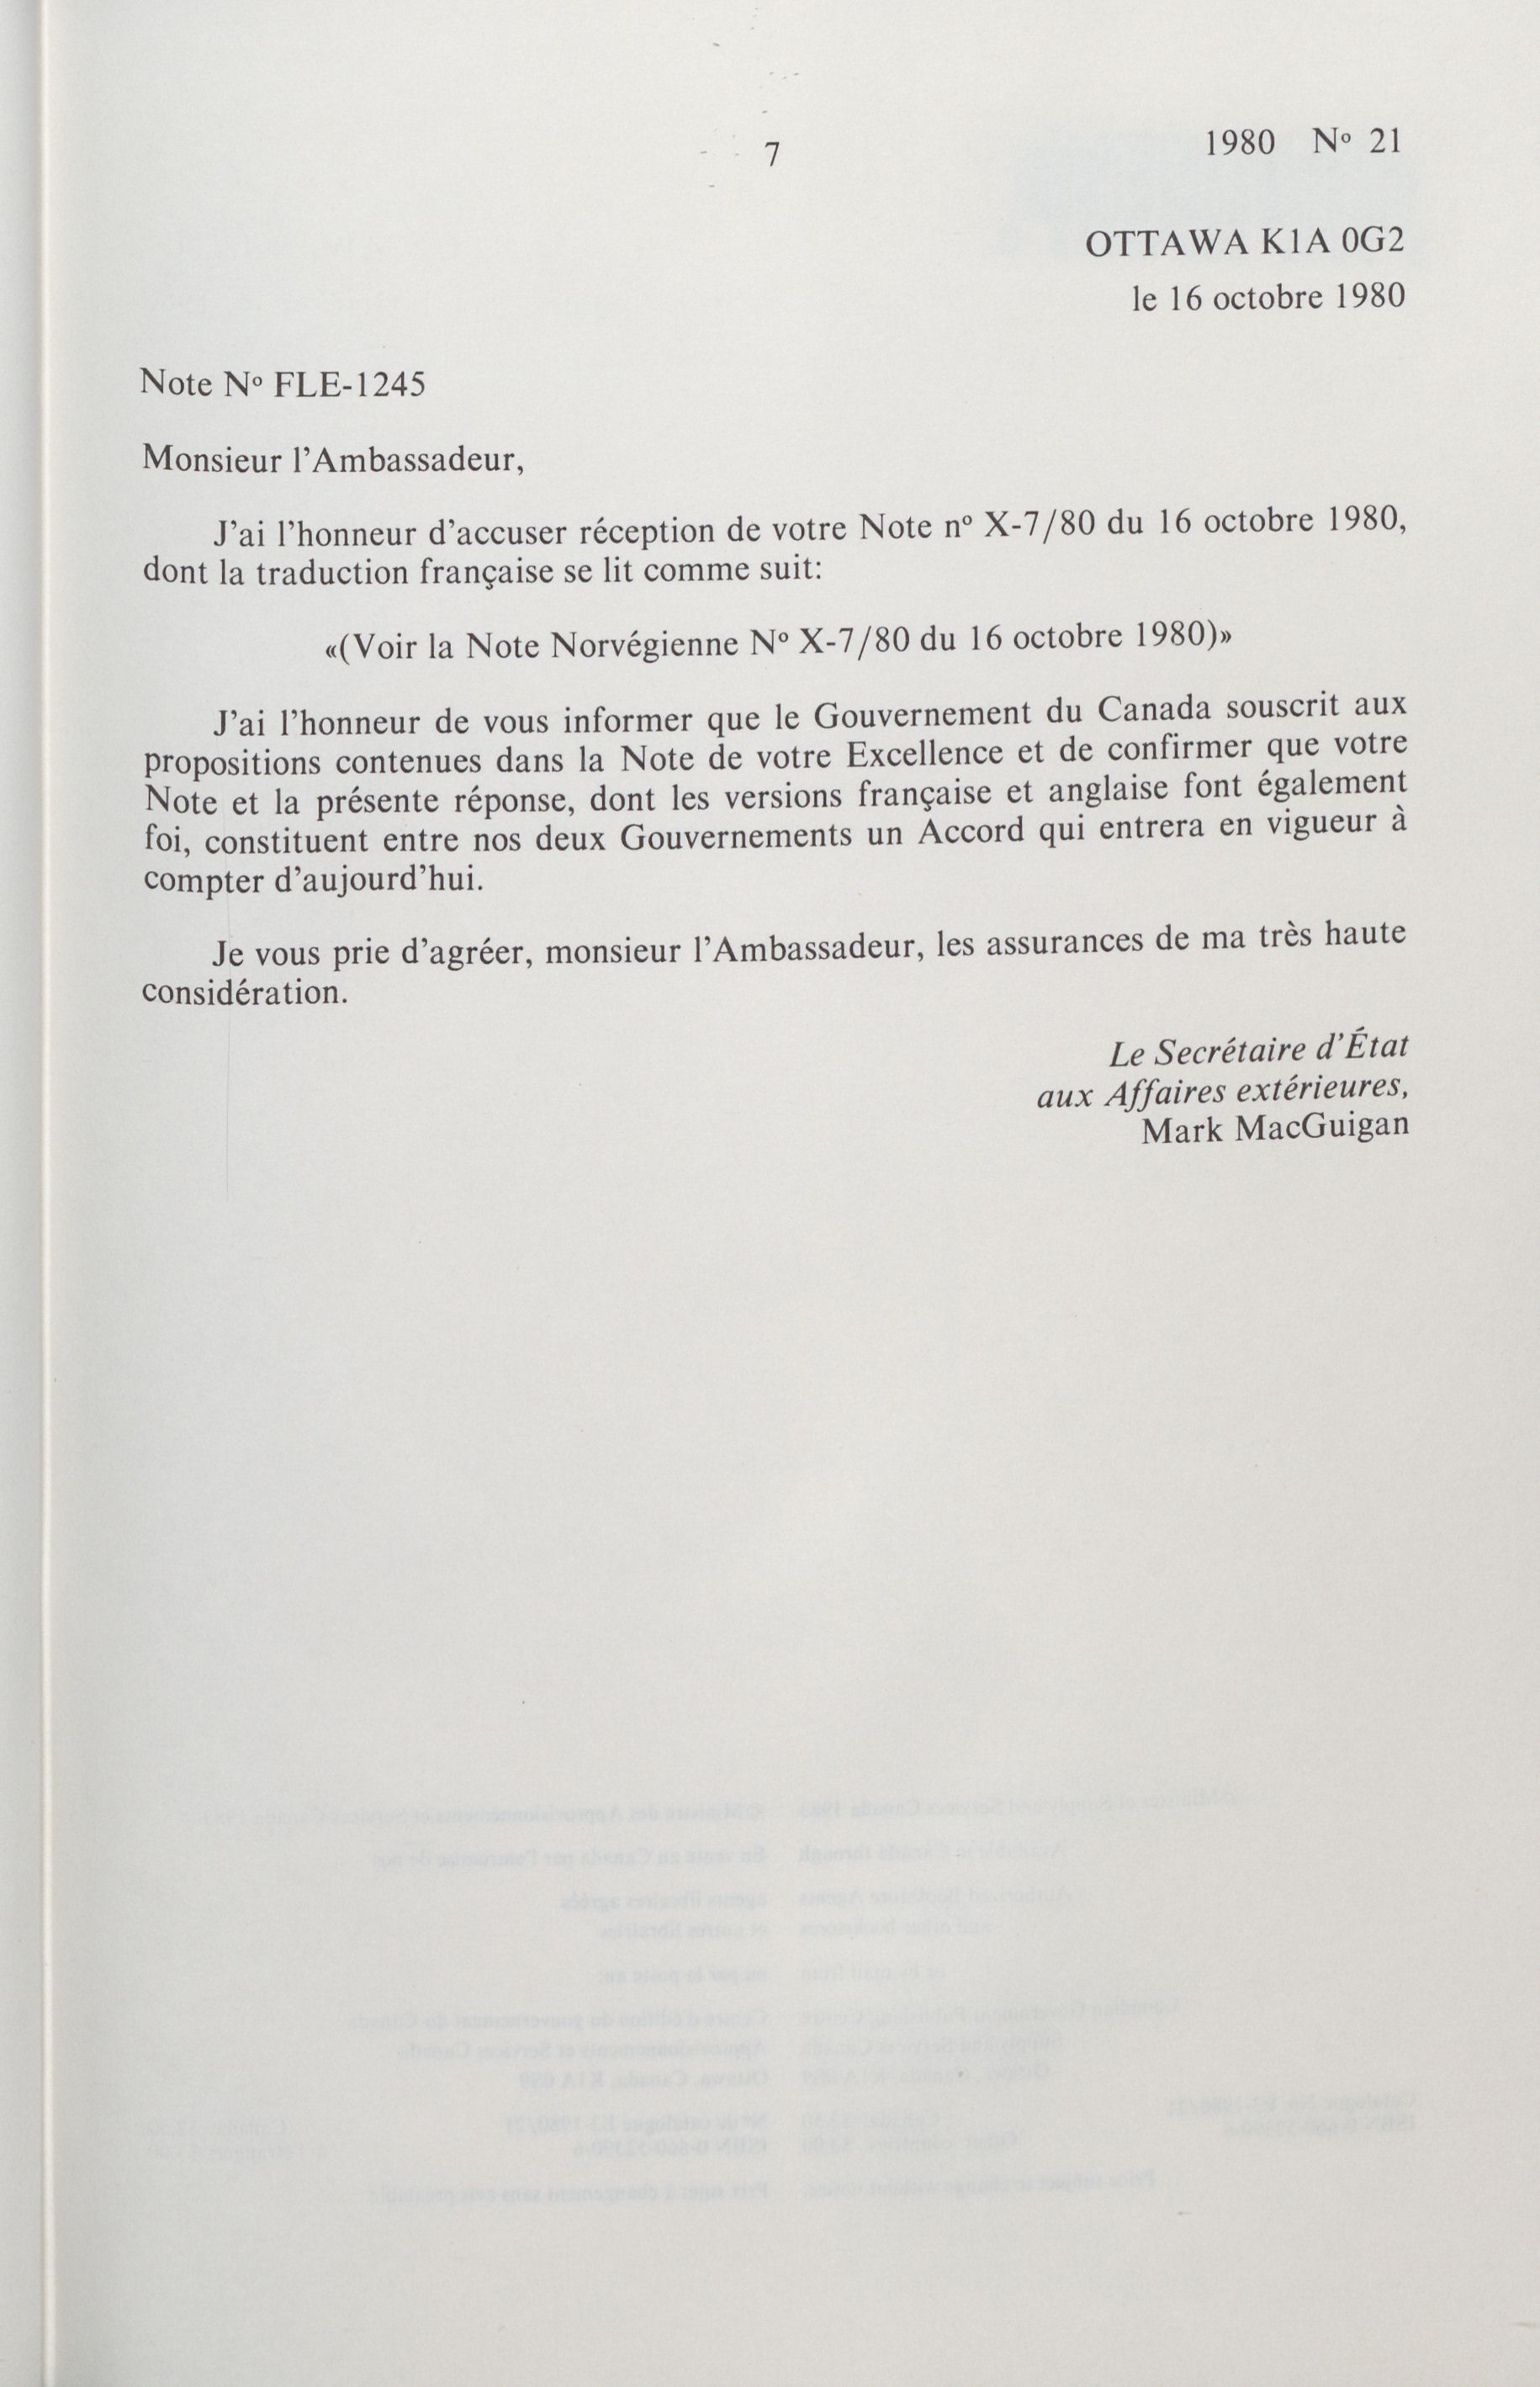 7
1980 Nº 21
OTTAWA K1A 0G2
le 16 octobre 1980
Note Nº FLE-1245
Monsieur l'Ambassadeur,
J'ai l'honneur d'accuser réception de votre Note nº X-7/80 du 16 octobre 1980,
dont la traduction française se lit comme suit:
«(Voir la Note Norvégienne Nº X-7/80 du 16 octobre 1980)»
J'ai l'honneur de vous informer que le Gouvernement du Canada souscrit aux
propositions contenues dans la Note de votre Excellence et de confirmer que votre
Note et la présente réponse, dont les versions française et anglaise font également
foi, constituent entre nos deux Gouvernements un Accord qui entrera en vigueur à
compter d'aujourd'hui.
Je vous prie d'agréer, monsieur l'Ambassadeur, les assurances de ma très haute
considération.
Le Secrétaire d'État
aux Affaires extérieures,
Mark MacGuigan